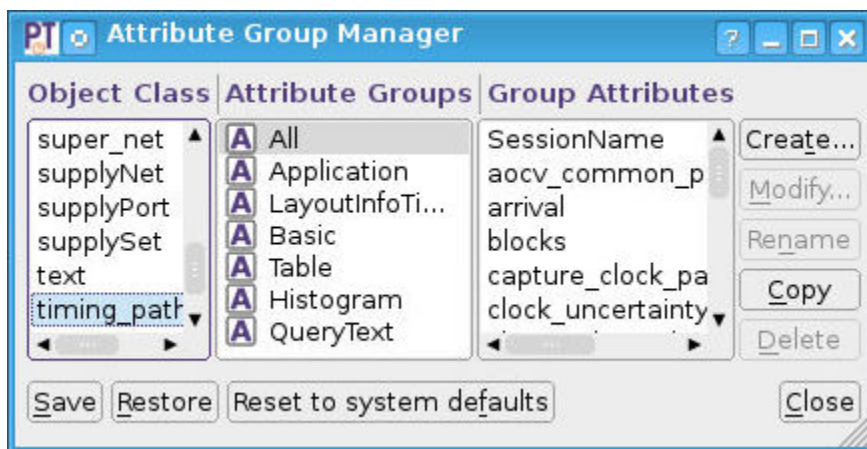 PT Attribute Group Manager ?
Object Class Attribute Groups Group Attributes
super_net
supplyNet
supplyPort
supplySet
text
timing_path
A All
A Application
A LayoutInfoTi...
A Basic
A Table
A Histogram
A QueryText
SessionName
aocv_common_p
arrival
blocks
capture_clock_pa
clock_uncertainty
Create...
Modify...
Rename
Copy
Delete
Save Restore Reset to system defaults Close